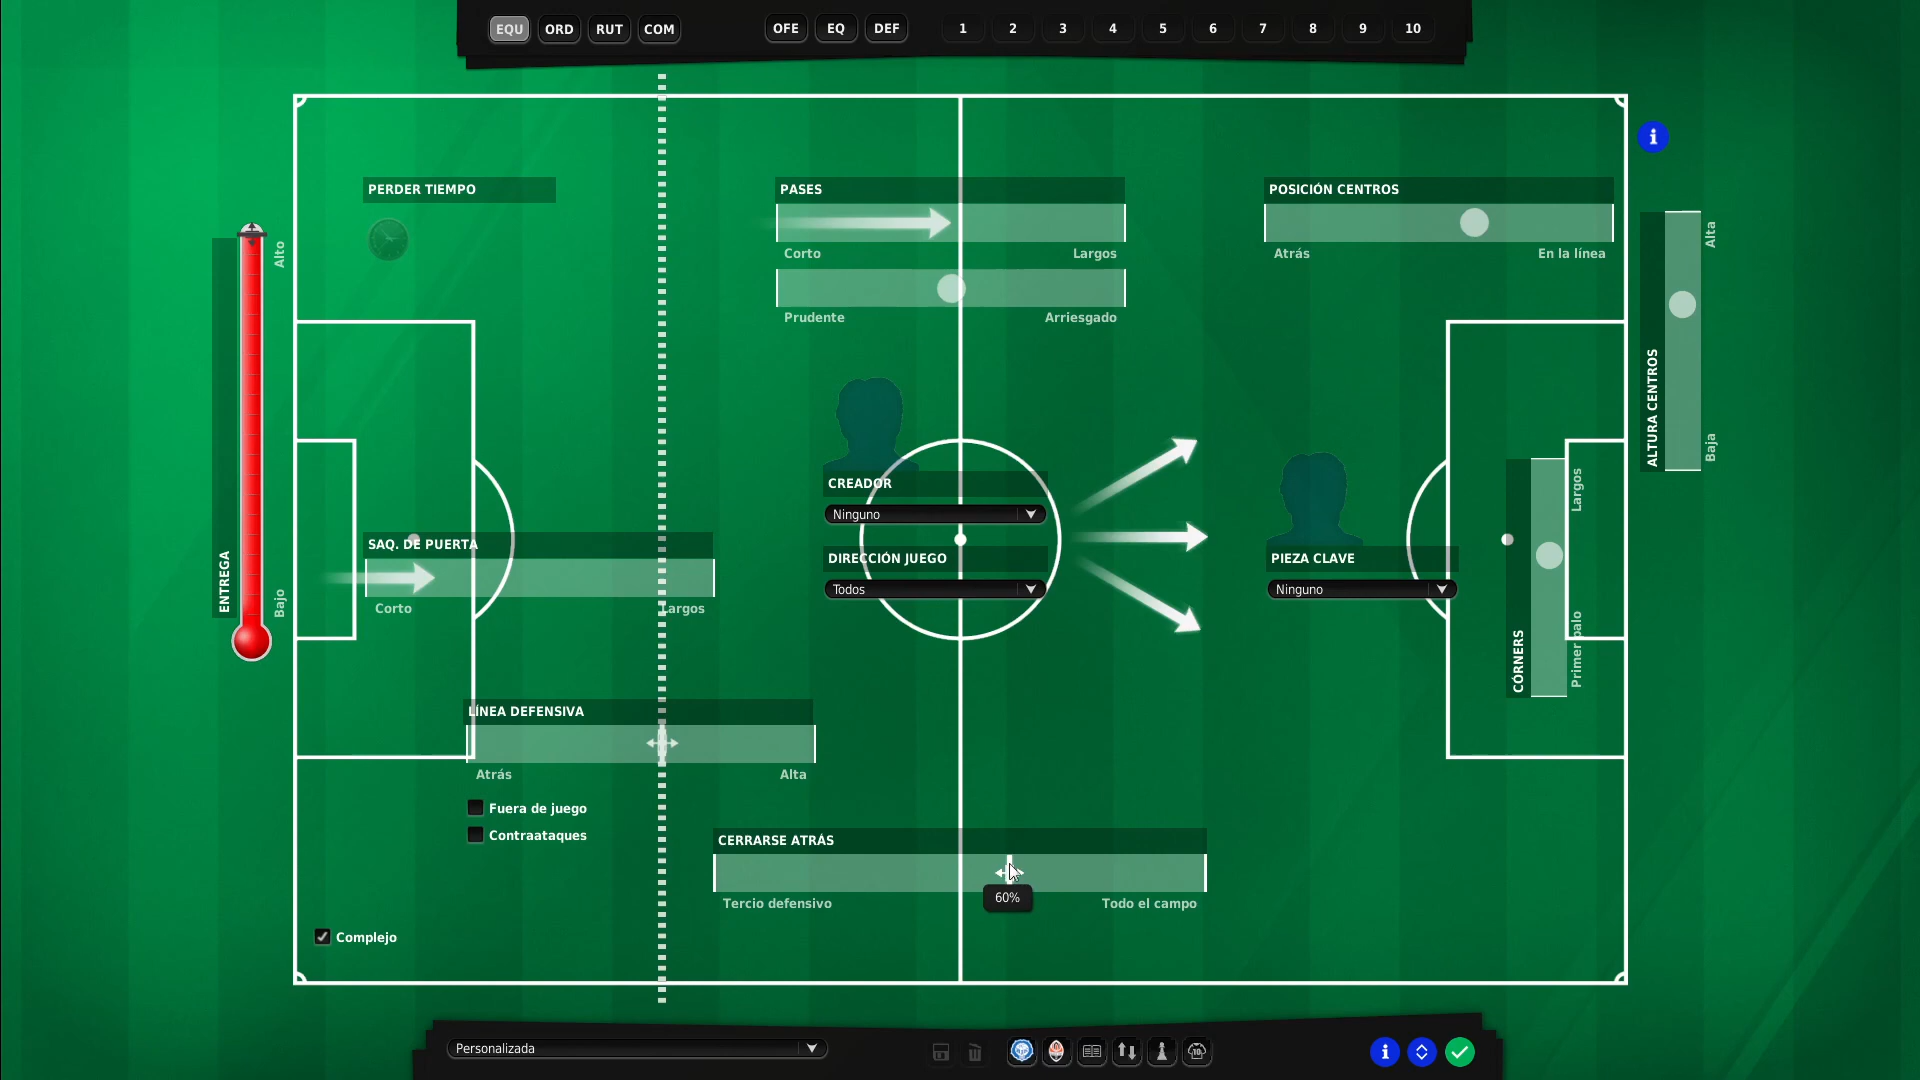 EQU ORD RUT COM OFE EQ DEF 1 2 3 4 5 6 7 8 9 10
i
PERDER TIEMPO
PASES
POSICIÓN CENTROS
Corto Largos
Atrás En la línea
Prudente Arriesgado
Alto
ENTREGA
Bajo
Alta
ALTURA CENTROS
Baja
CREADOR
Ninguno
SAQ. DE PUERTA
Corto Largos
DIRECCIÓN JUEGO
Todos
PIEZA CLAVE
Ninguno
Largos
CÓRNERS
Primer palo
LÍNEA DEFENSIVA
Atrás Alta
Fuera de juego
Contraataques
CERRARSE ATRÁS
60%
Tercio defensivo Todo el campo
Complejo
Personalizada
10
i